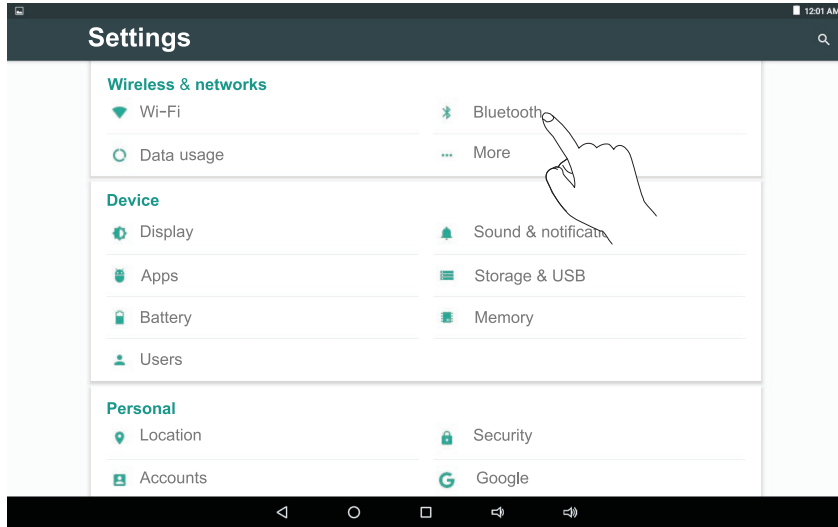 12:01 AM
Settings
Wireless & networks
Wi-Fi
Bluetooth
Data usage
More
Device
Display
Sound &
Apps
Storage & USB
Battery
Memory
Users
Personal
Location
Security
Accounts
Google